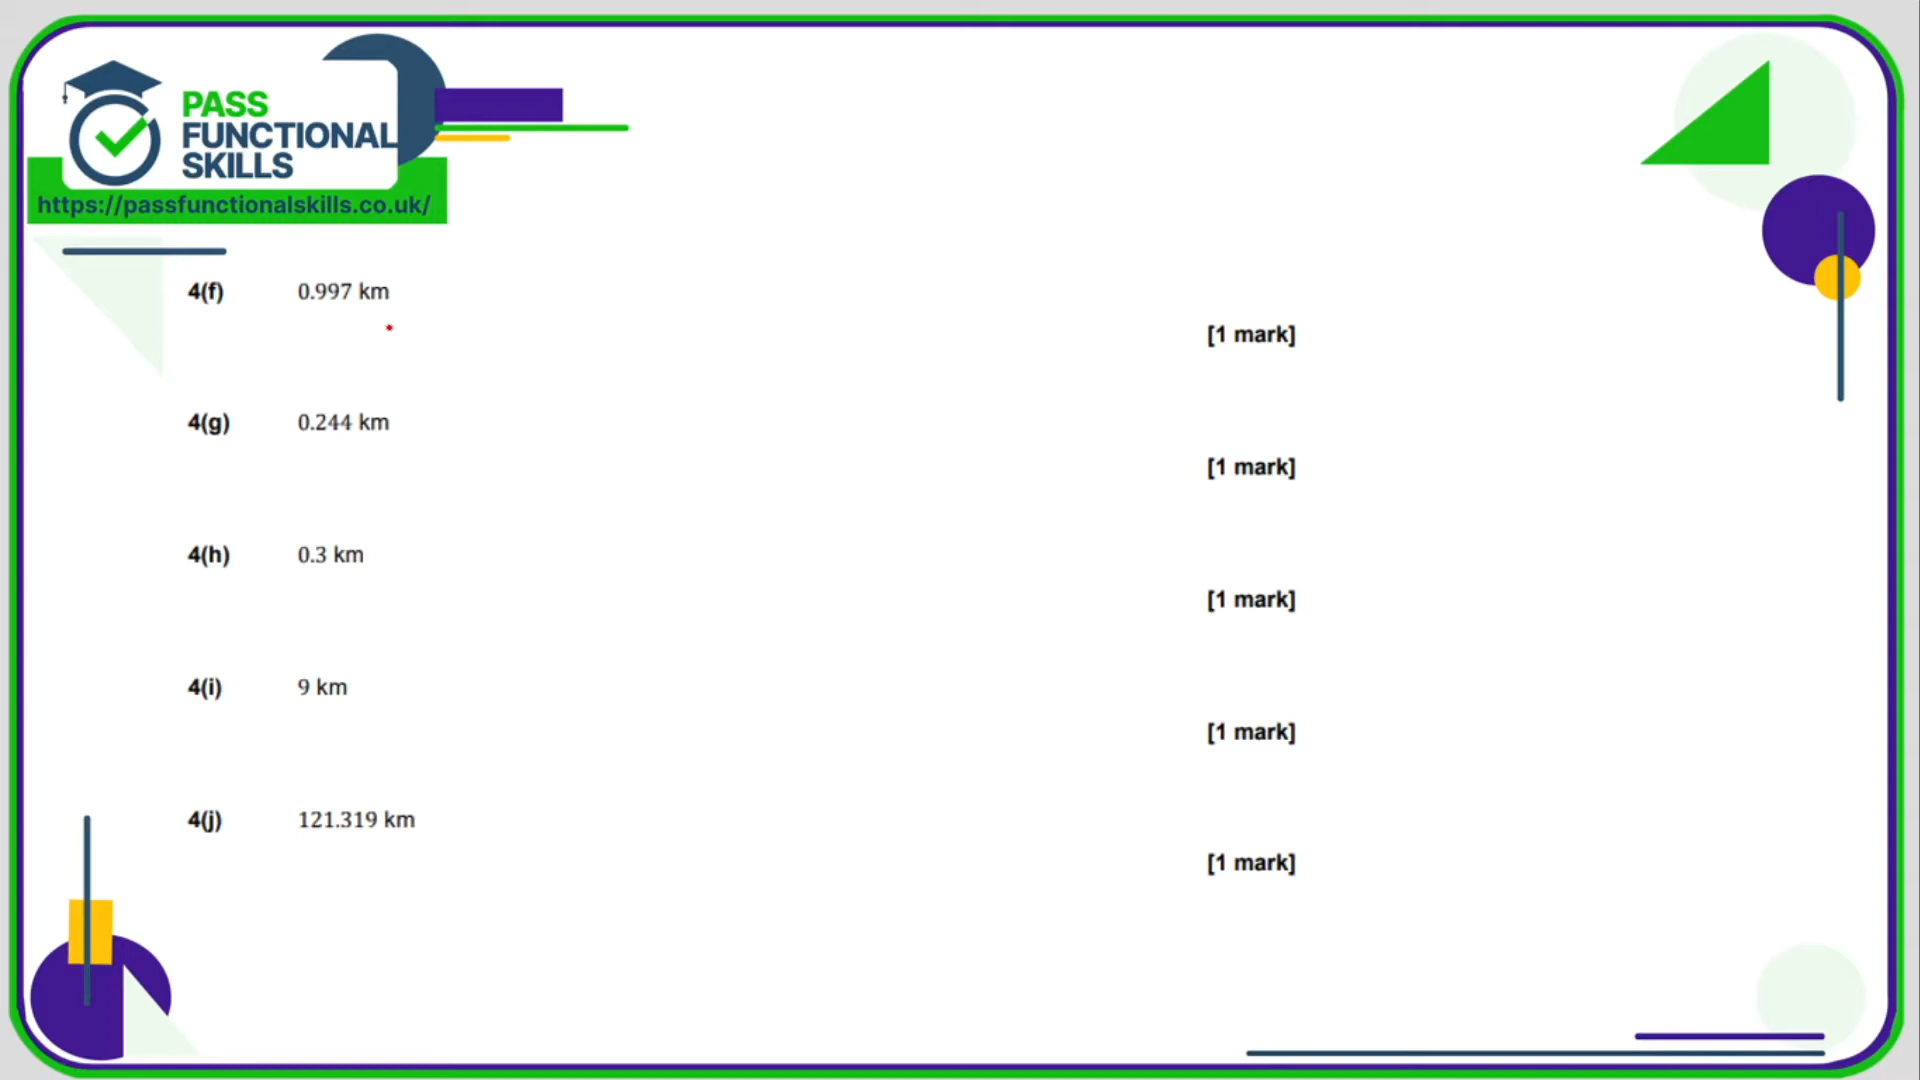 PASS
FUNCTIONAL
SKILLS
https://passfunctionalskills.co.uk/
4(f) 0.997 km
[1 mark]
4(g) 0.244 km
[1 mark]
4(h) 0.3 km
[1 mark]
4(i) 9 km
[1 mark]
4(j) 121.319 km
[1 mark]